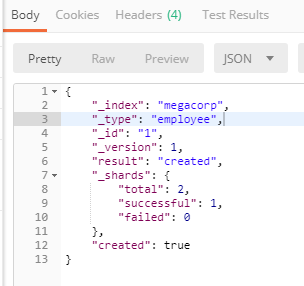 Body Cookies Headers (4) Test Results
Pretty Raw Preview JSON
1 {
2 "_index": "megacorp",
3 "_type": "employee",
4 "_id": "1",
5 "_version": 1,
6 "result": "created",
7 "_shards": {
8 "total": 2,
9 "successful": 1,
10 "failed": 0
11 },
12 "created": true
13 }